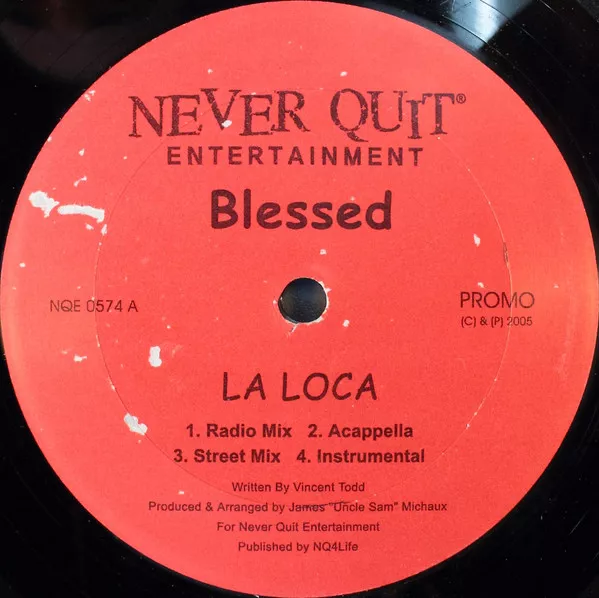 NEVER QUIT®
ENTERTAINMENT
Blessed
NQE 0574 A
PROMO
(C) & (P) 2005
LA LOCA
1. Radio Mix 2. Acappella
3. Street Mix 4. Instrumental
Written By Vincent Todd
Produced & Arranged by James "Uncle Sam" Michaux
For Never Quit Entertainment
Published by NQ4Life